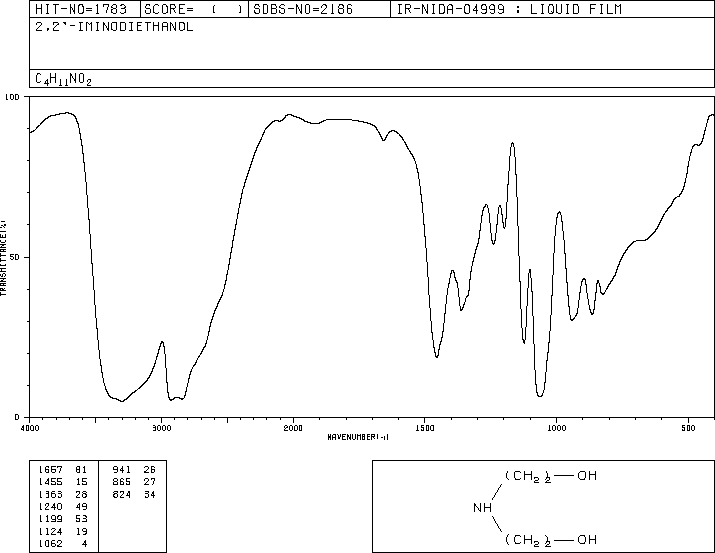 HIT-NO=1783 SCORE= ( ) SDBS-NO=2186 IR-NIDA-04999 : LIQUID FILM
2,2'-IMINODIETHANOL
C4H11NO2
100
50
0
TRANSMITTANCE(%)
4000 3000 2000 1500 1000 500
WAVENUMBER(-1)
1667 81 941 26
1455 15 865 27
1363 28 824 34
1240 49
1199 53
1124 19
1062 4
(CH2)2—OH
NH
(CH2)2—OH